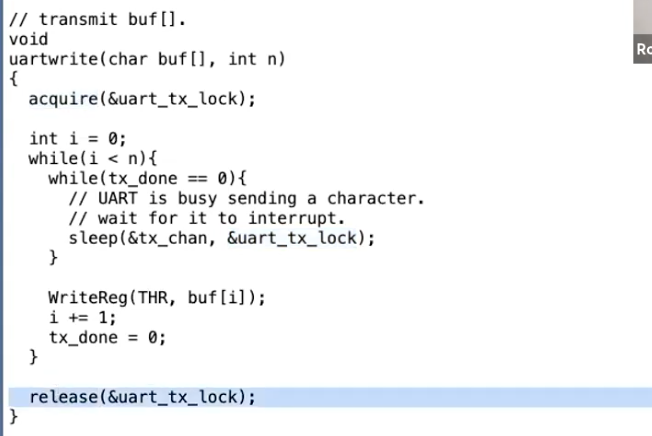 // transmit buf[].
void
uartwrite(char buf[], int n)
{
  acquire(&uart_tx_lock);

  int i = 0;
  while(i < n){
    while(tx_done == 0){
      // UART is busy sending a character.
      // wait for it to interrupt.
      sleep(&tx_chan, &uart_tx_lock);
    }

    WriteReg(THR, buf[i]);
    i += 1;
    tx_done = 0;
  }

  release(&uart_tx_lock);
}